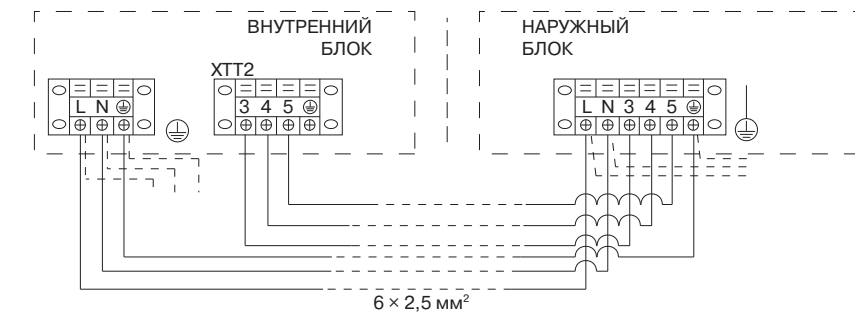 ВНУТРЕННИЙ
БЛОК
НАРУЖНЫЙ
БЛОК
XTT2
L N
3 4 5
L N 3 4 5
6 × 2,5 мм²